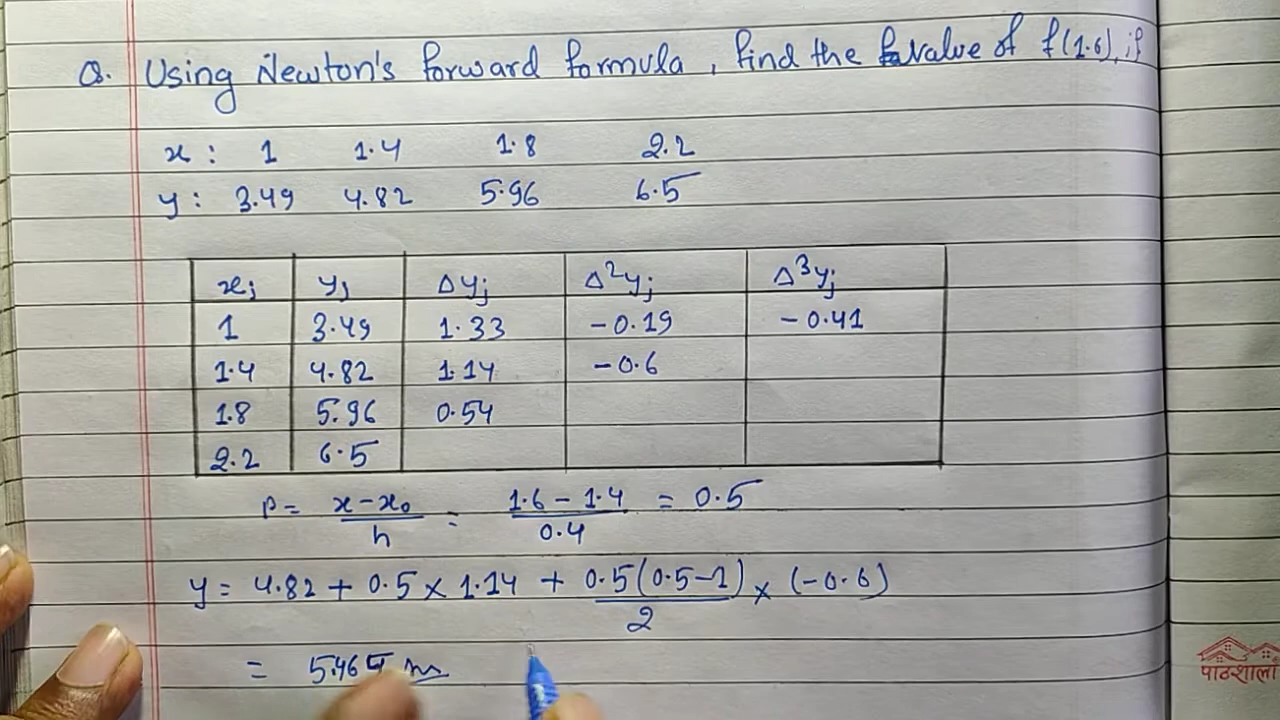 Q. Using Newton's forward formula, find the value of f(1.6), if
x : 1 1.4 1.8 2.2
y : 3.49 4.82 5.96 6.5
xⱼ yⱼ Δyⱼ Δ²yⱼ Δ³yⱼ
1 3.49 1.33 -0.19 -0.41
1.4 4.82 1.14 -0.6
1.8 5.96 0.54
2.2 6.5
P = (x - x₀)/h = (1.6 - 1.4)/0.4 = 0.5
y = 4.82 + 0.5 × 1.14 + (0.5(0.5-1))/2 × (-0.6)
= 5.465
पाठशाला